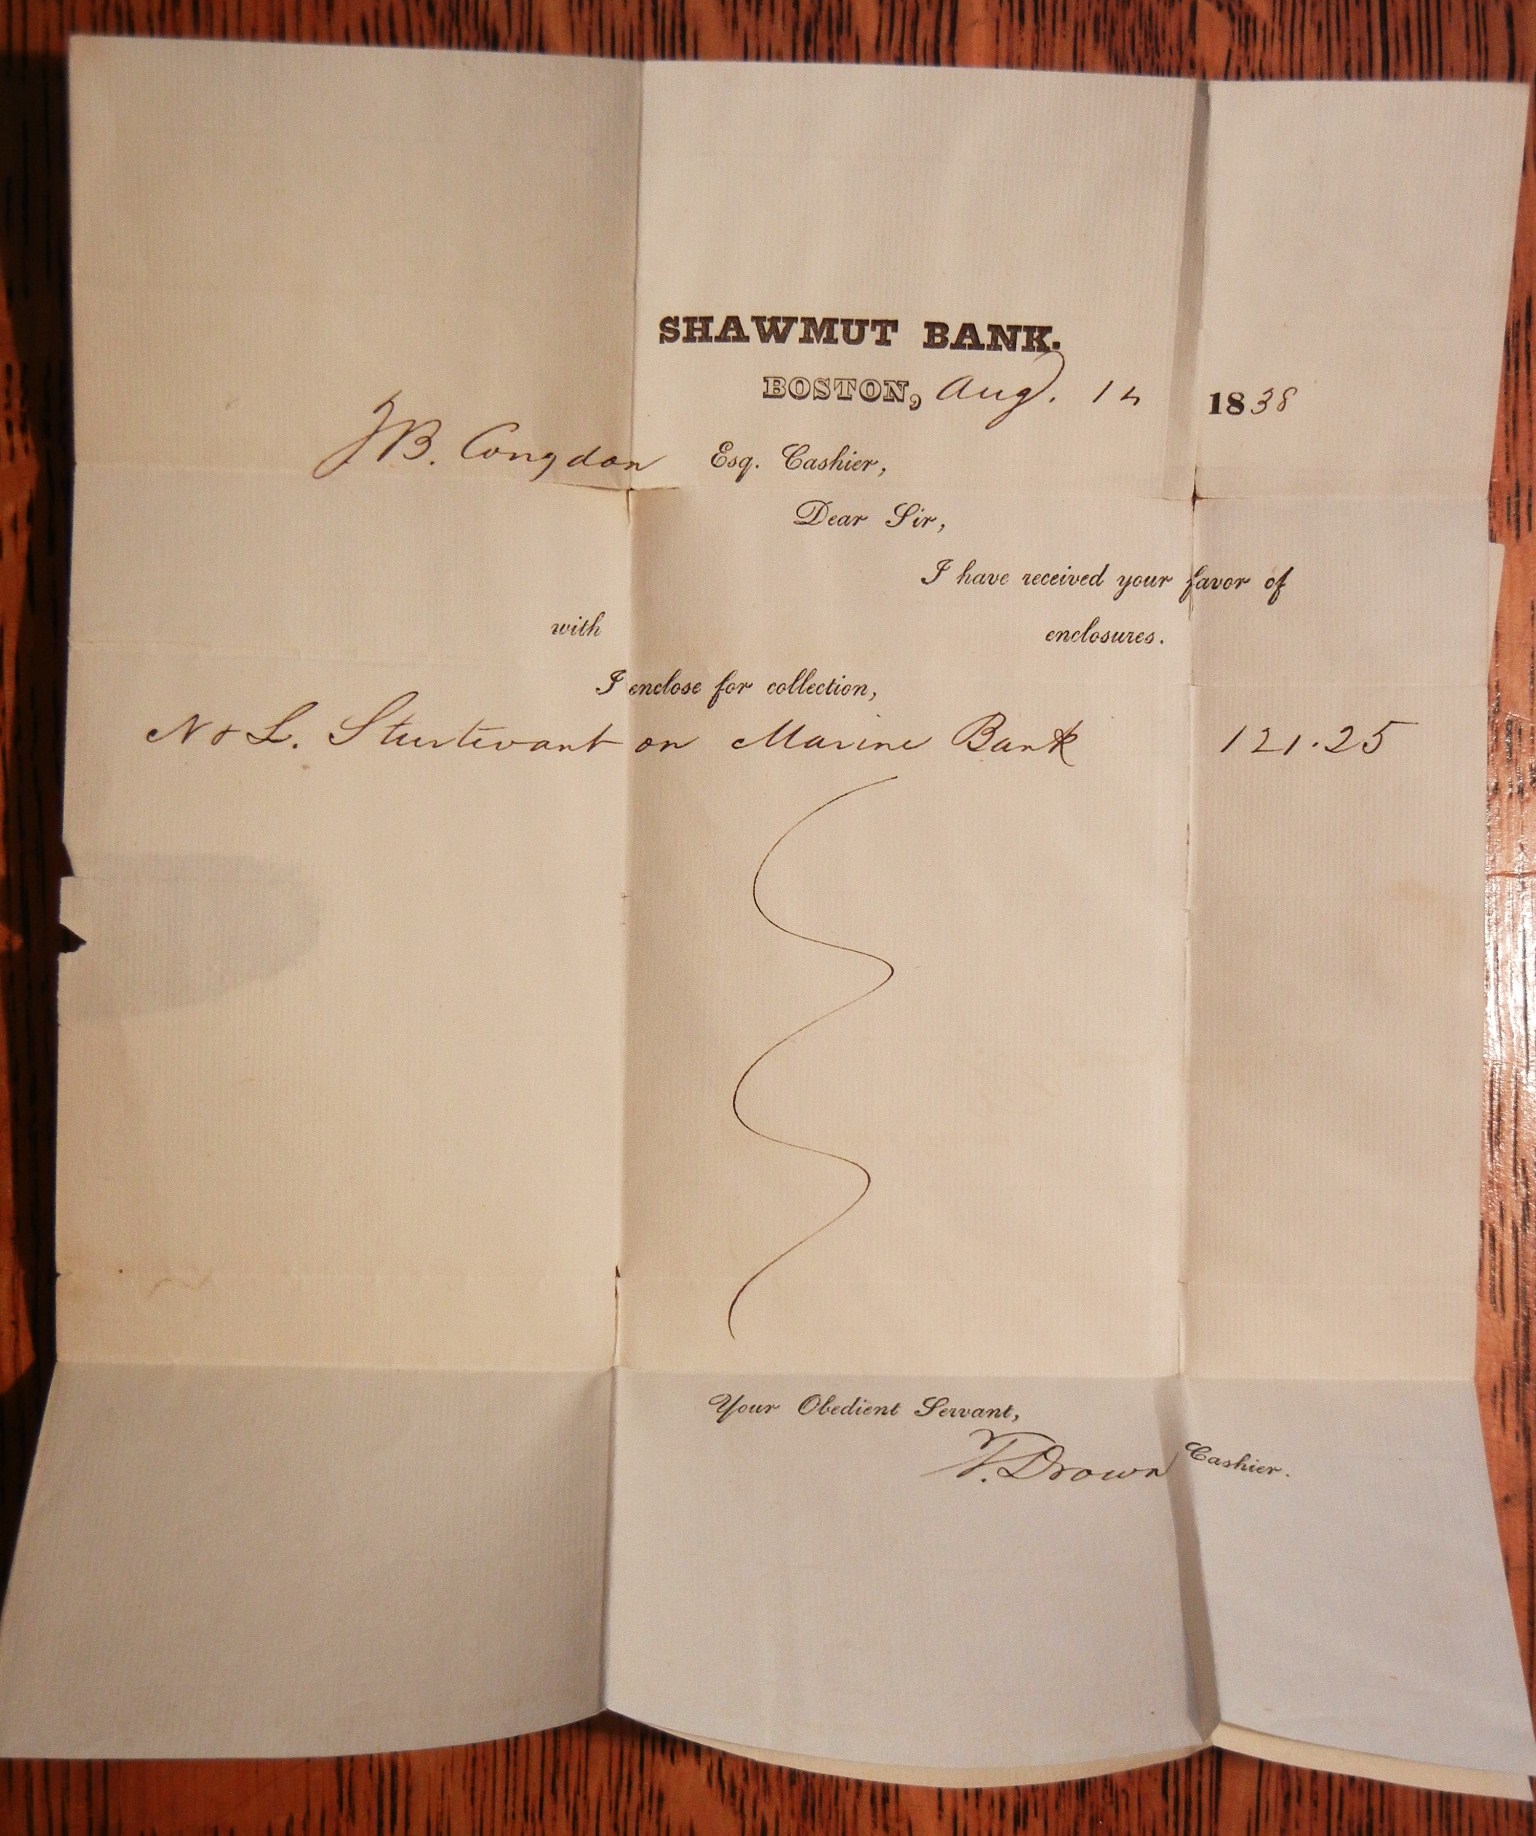 SHAWMUT BANK.
BOSTON, Aug. 14 1838
J B. Congdon Esq. Cashier,
Dear Sir,
I have received your favor of
with enclosures.
I enclose for collection,
N & L. Sturtevant on Marine Bank 121.25
Your Obedient Servant,
T. Drown Cashier.